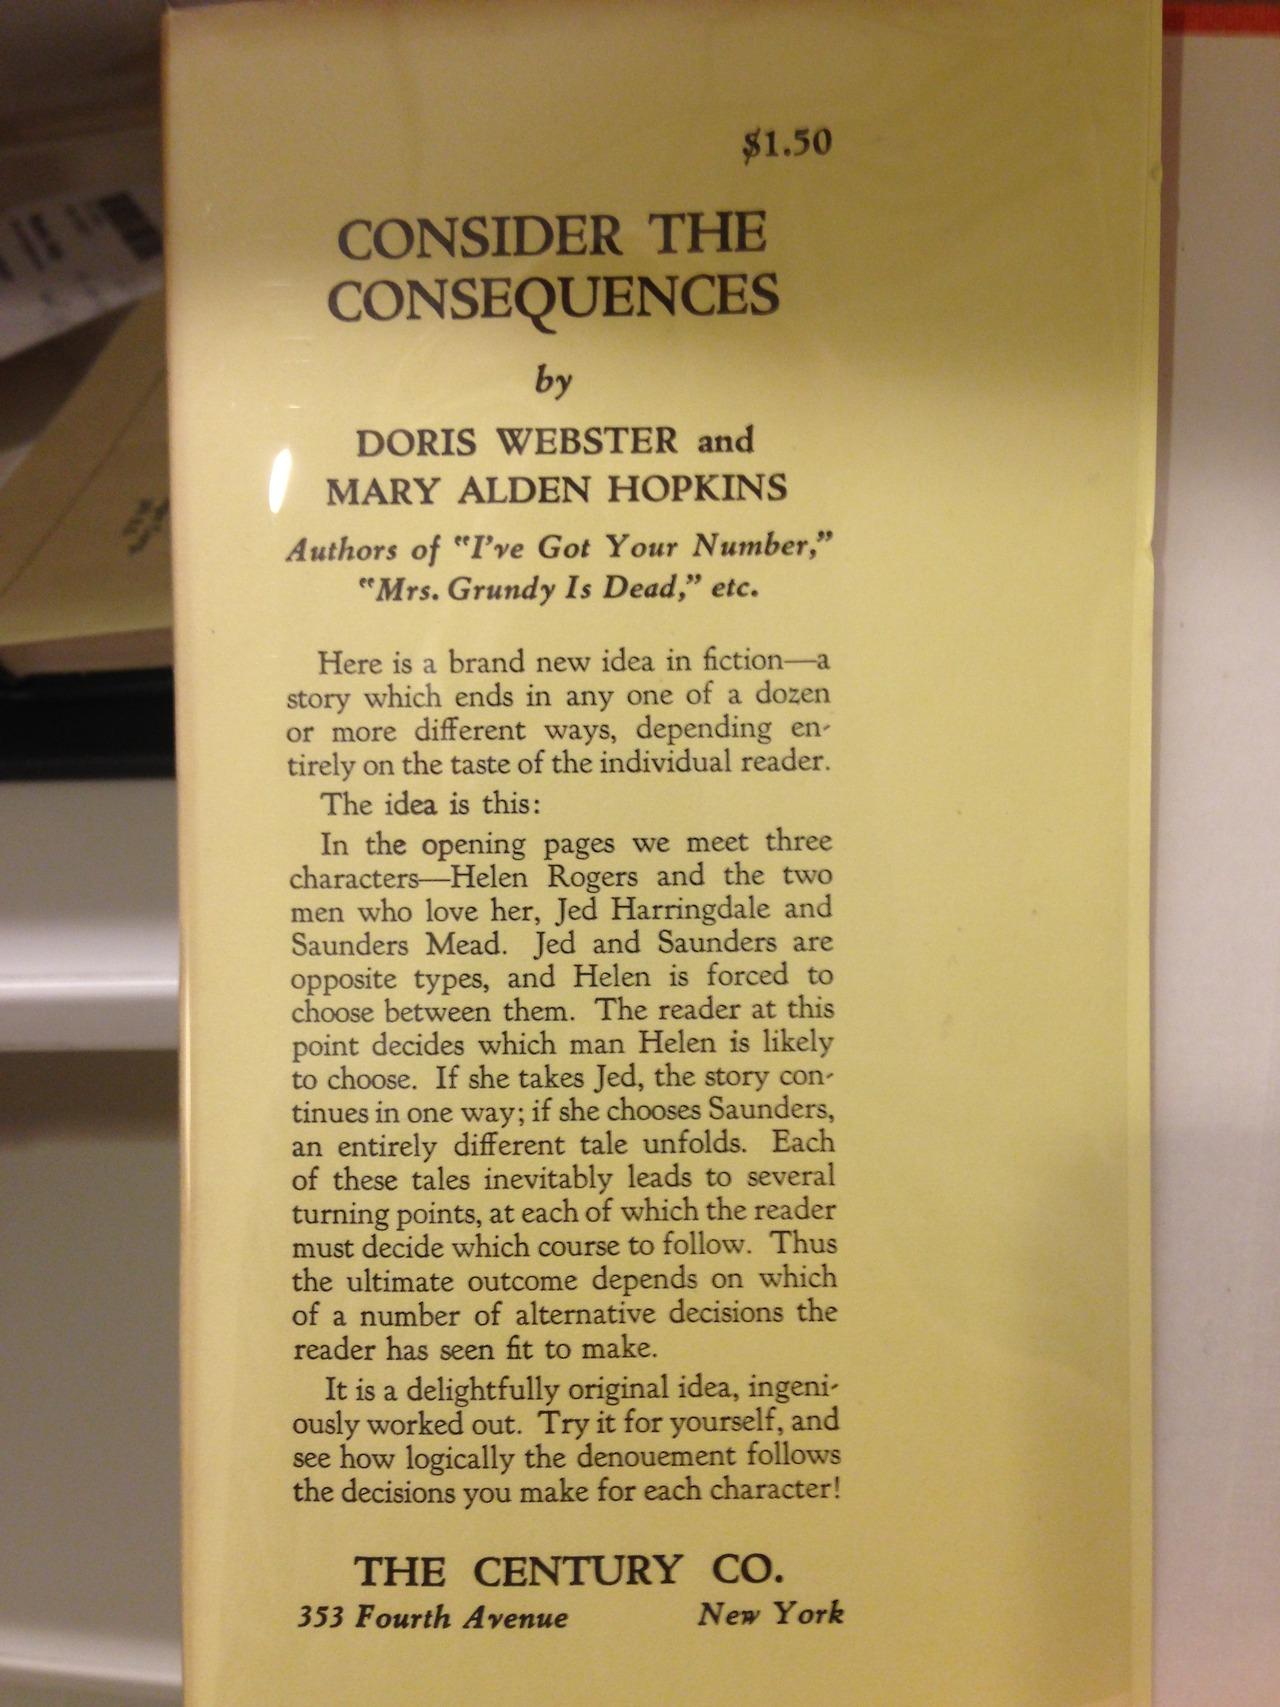 $1.50
CONSIDER THE
CONSEQUENCES
by
DORIS WEBSTER and
MARY ALDEN HOPKINS
Authors of "I've Got Your Number,"
"Mrs. Grundy Is Dead," etc.
Here is a brand new idea in fiction—a
story which ends in any one of a dozen
or more different ways, depending en-
tirely on the taste of the individual reader.
The idea is this:
In the opening pages we meet three
characters—Helen Rogers and the two
men who love her, Jed Harringdale and
Saunders Mead. Jed and Saunders are
opposite types, and Helen is forced to
choose between them. The reader at this
point decides which man Helen is likely
to choose. If she takes Jed, the story con-
tinues in one way; if she chooses Saunders,
an entirely different tale unfolds. Each
of these tales inevitably leads to several
turning points, at each of which the reader
must decide which course to follow. Thus
the ultimate outcome depends on which
of a number of alternative decisions the
reader has seen fit to make.
It is a delightfully original idea, ingeni-
ously worked out. Try it for yourself, and
see how logically the denouement follows
the decisions you make for each character!
THE CENTURY CO.
353 Fourth Avenue New York